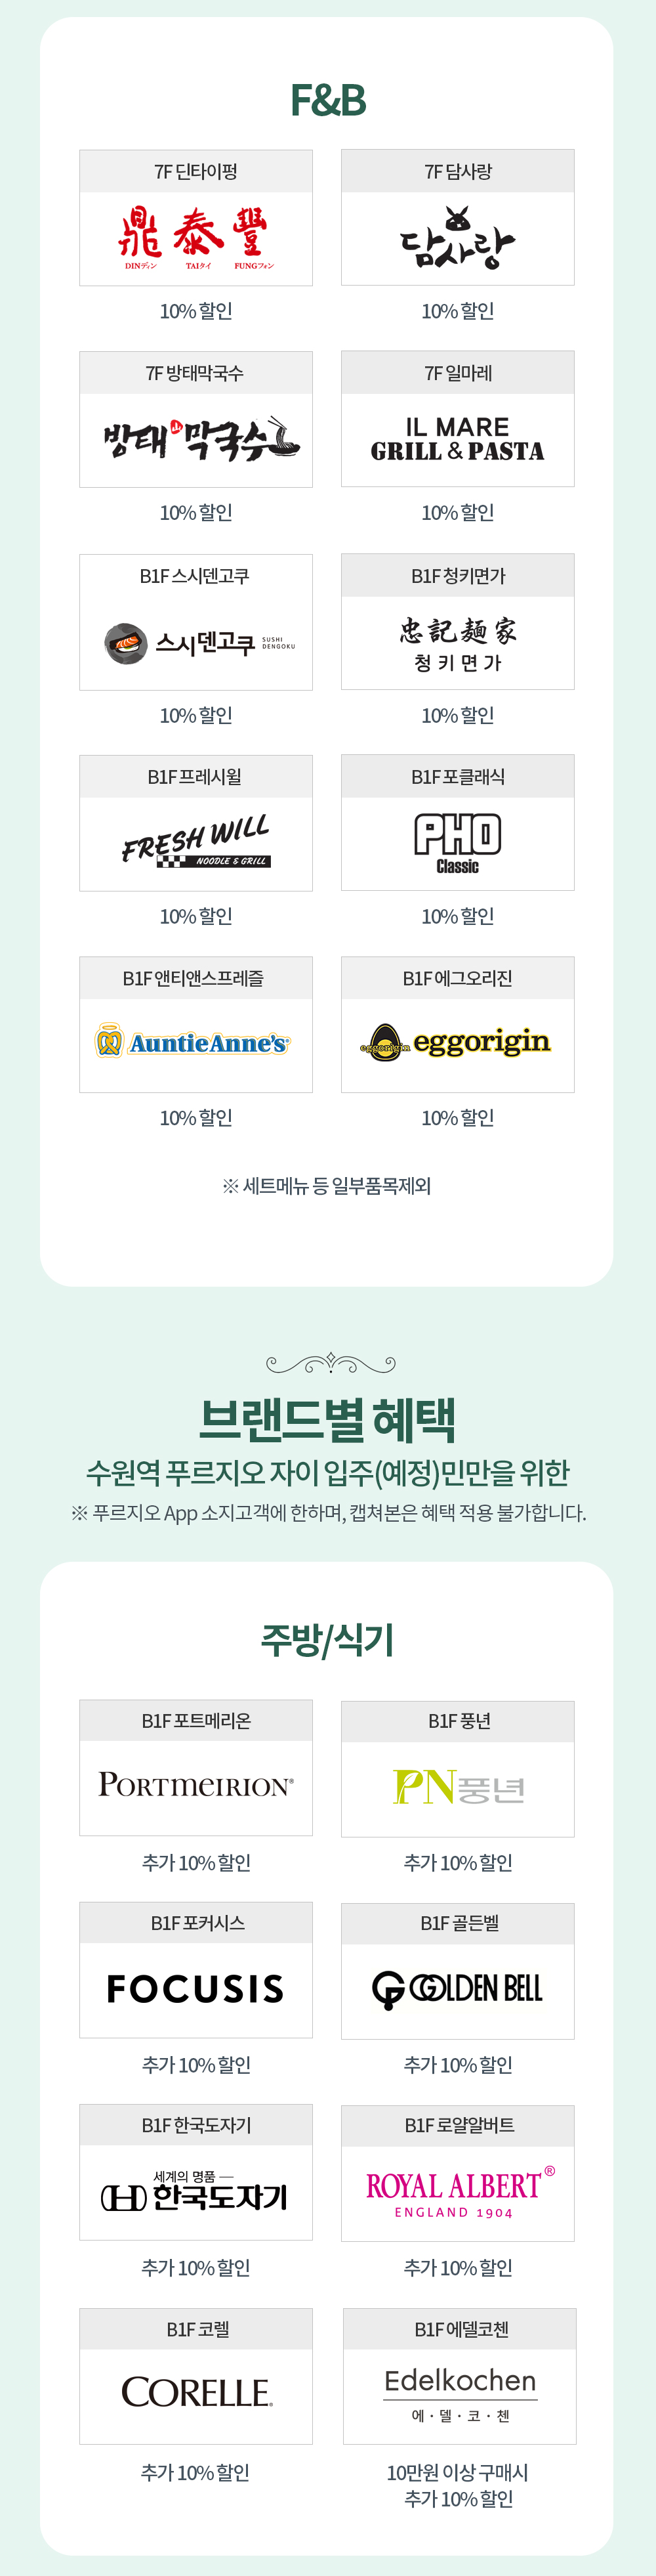 F&B
7F 딘타이펑
7F 담사랑
鼎泰豐
DINディン TAIタイ FUNGフォン
담사랑
10% 할인
10% 할인
7F 방태막국수
7F 일마레
방태막국수
IL MARE
GRILL & PASTA
10% 할인
10% 할인
B1F 스시덴고쿠
B1F 청키면가
스시덴고쿠
SUSHI
DENGOKU
忠記麵家
청키면가
10% 할인
10% 할인
B1F 프레시윌
B1F 포클래식
FRESH WILL
NOODLE & GRILL
PHO
Classic
10% 할인
10% 할인
B1F 앤티앤스프레즐
B1F 에그오리진
Auntie Anne's®
eggorigin eggorigin
10% 할인
10% 할인
※ 세트메뉴 등 일부품목제외
브랜드별 혜택
수원역 푸르지오 자이 입주(예정)민만을 위한
※ 푸르지오 App 소지고객에 한하며, 캡쳐본은 혜택 적용 불가합니다.
주방/식기
B1F 포트메리온
B1F 풍년
PORTMEIRION®
PN풍년
추가 10% 할인
추가 10% 할인
B1F 포커시스
B1F 골든벨
FOCUSIS
GOLDEN BELL
추가 10% 할인
추가 10% 할인
B1F 한국도자기
B1F 로얄알버트
세계의 명품 —
한국도자기
ROYAL ALBERT®
ENGLAND 1904
추가 10% 할인
추가 10% 할인
B1F 코렐
B1F 에델코첸
CORELLE®
Edelkochen
에·델·코·첸
추가 10% 할인
10만원 이상 구매시
추가 10% 할인